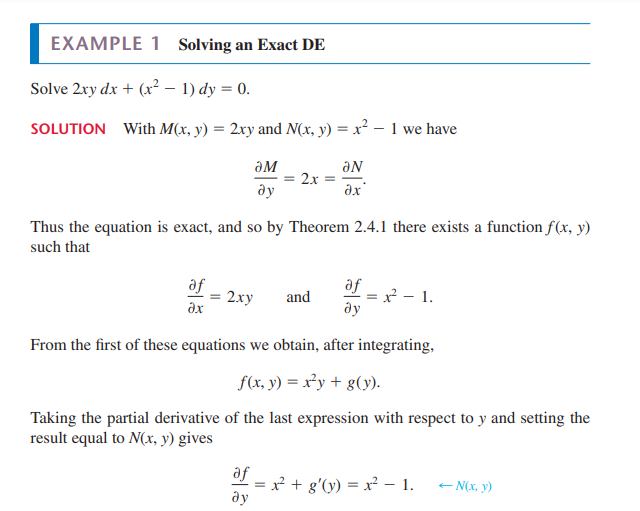 EXAMPLE 1 Solving an Exact DE
Solve 2xy dx + (x² − 1) dy = 0.
SOLUTION With M(x, y) = 2xy and N(x, y) = x² − 1 we have
∂M/∂y = 2x = ∂N/∂x.
Thus the equation is exact, and so by Theorem 2.4.1 there exists a function f(x, y)
such that
∂f/∂x = 2xy and ∂f/∂y = x² − 1.
From the first of these equations we obtain, after integrating,
f(x, y) = x²y + g(y).
Taking the partial derivative of the last expression with respect to y and setting the
result equal to N(x, y) gives
∂f/∂y = x² + g′(y) = x² − 1. ←N(x, y)